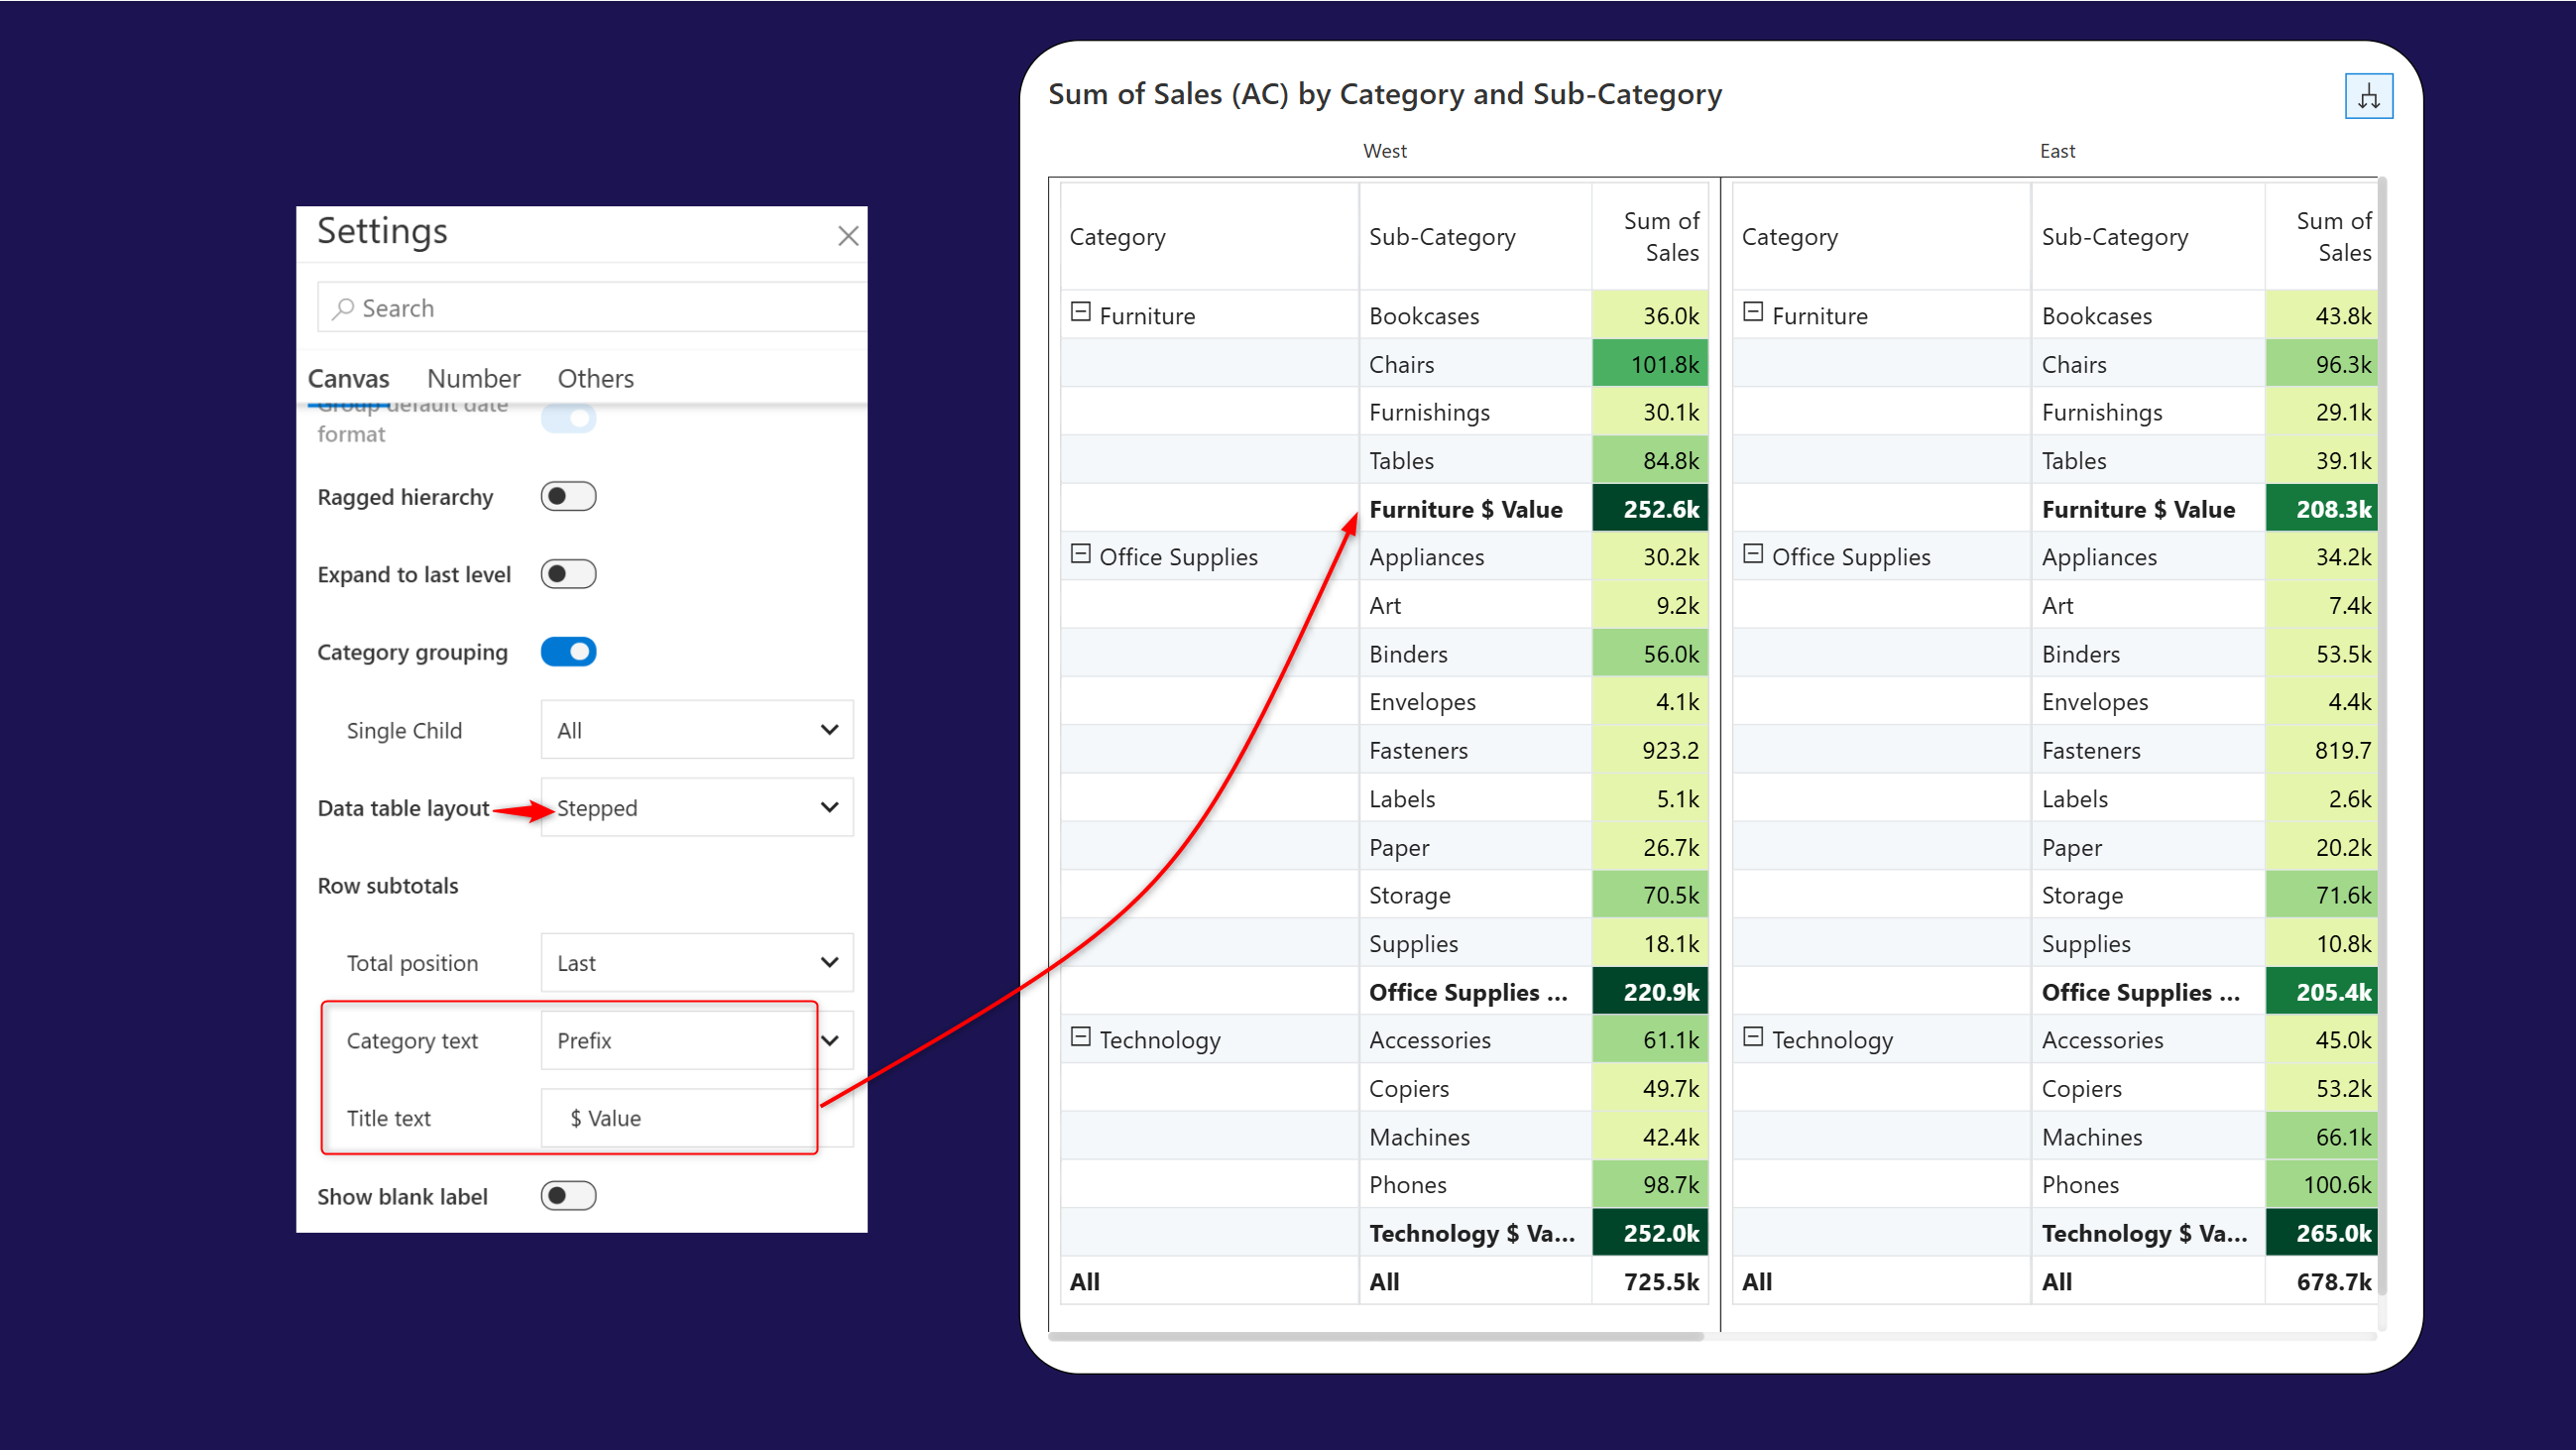 Settings
Search
Canvas Number Others
Group default date
format
Ragged hierarchy
Expand to last level
Category grouping
Single Child All
Data table layout Stepped
Row subtotals
Total position Last
Category text Prefix
Title text $ Value
Show blank label
Sum of Sales (AC) by Category and Sub-Category
West East
Category Sub-Category Sum of Sales Category Sub-Category Sum of Sales
Furniture Bookcases 36.0k Furniture Bookcases 43.8k
Chairs 101.8k Chairs 96.3k
Furnishings 30.1k Furnishings 29.1k
Tables 84.8k Tables 39.1k
Furniture $ Value 252.6k Furniture $ Value 208.3k
Office Supplies Appliances 30.2k Office Supplies Appliances 34.2k
Art 9.2k Art 7.4k
Binders 56.0k Binders 53.5k
Envelopes 4.1k Envelopes 4.4k
Fasteners 923.2 Fasteners 819.7
Labels 5.1k Labels 2.6k
Paper 26.7k Paper 20.2k
Storage 70.5k Storage 71.6k
Supplies 18.1k Supplies 10.8k
Office Supplies ... 220.9k Office Supplies ... 205.4k
Technology Accessories 61.1k Technology Accessories 45.0k
Copiers 49.7k Copiers 53.2k
Machines 42.4k Machines 66.1k
Phones 98.7k Phones 100.6k
Technology $ Va... 252.0k Technology $ Va... 265.0k
All All 725.5k All All 678.7k